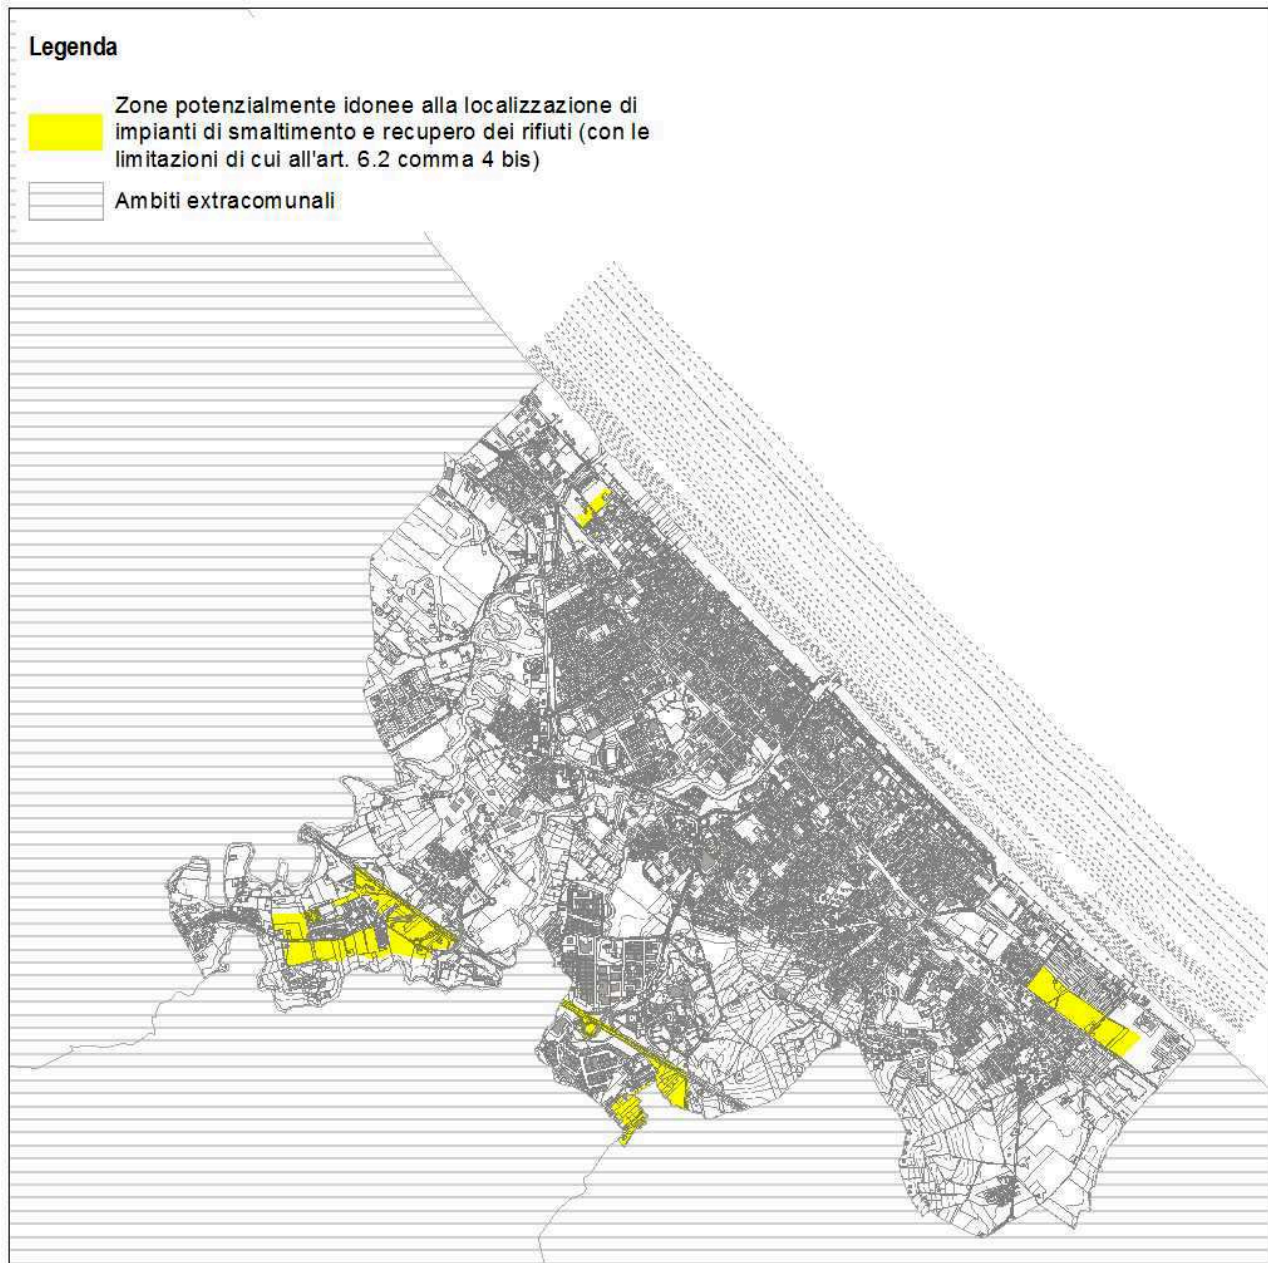 Legenda
Zone potenzialmente idonee alla localizzazione di
impianti di smaltimento e recupero dei rifiuti (con le
limitazioni di cui all'art. 6.2 comma 4 bis)
Ambiti extracomunali